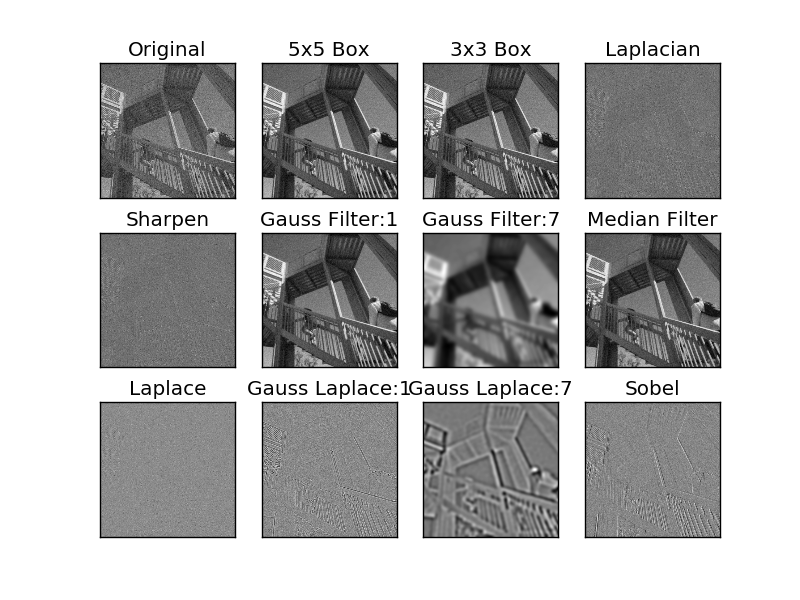 Original
5x5 Box
3x3 Box
Laplacian
Sharpen
Gauss Filter:1
Gauss Filter:7
Median Filter
Laplace
Gauss Laplace:1
Gauss Laplace:7
Sobel